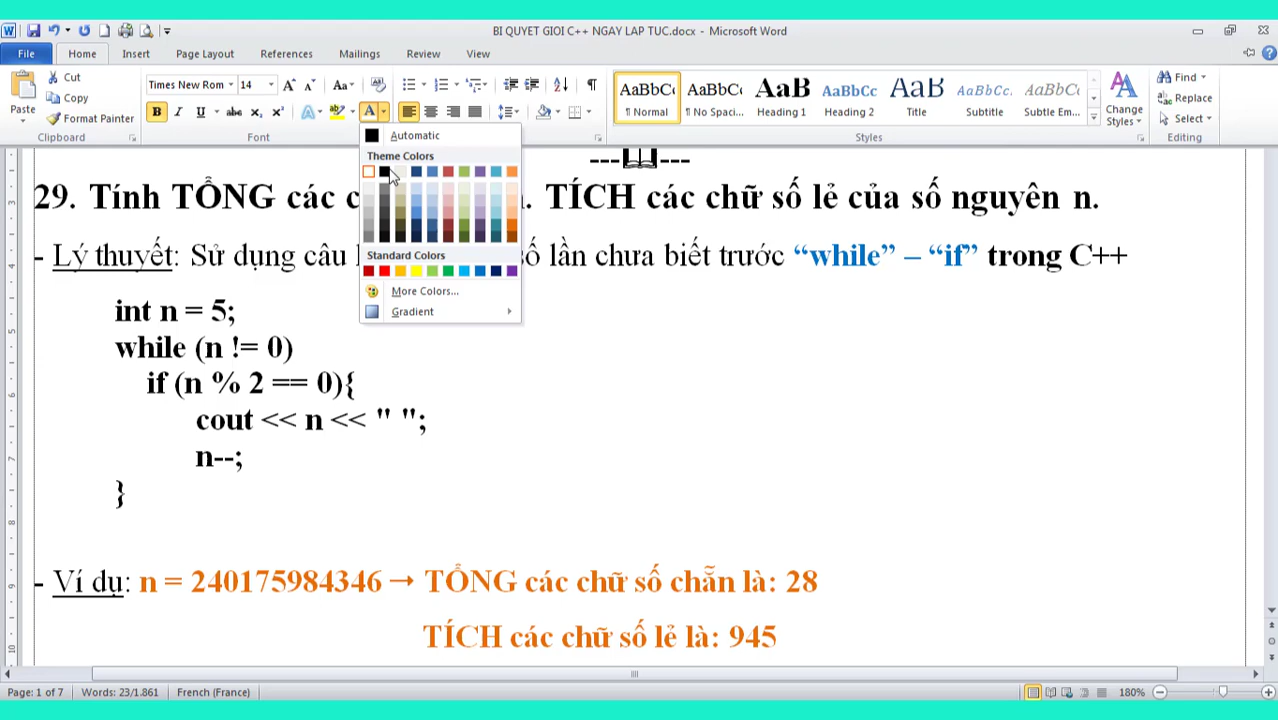 BI QUYET GIOI C++ NGAY LAP TUC.docx - Microsoft Word
File Home Insert Page Layout References Mailings Review View
Paste
Cut
Copy
Format Painter
Clipboard
Times New Rom 14
Font
AaBbCc AaBbCc AaB AaBbCc AaB AaBbCc AaBbCc
¶ Normal ¶ No Spaci... Heading 1 Heading 2 Title Subtitle Subtle Em...
Styles
Change Styles
Find
Replace
Select
Editing
Automatic
Theme Colors
Standard Colors
More Colors...
Gradient
29. Tính TỔNG các c . TÍCH các chữ số lẻ của số nguyên n.
- Lý thuyết: Sử dụng câu số lần chưa biết trước “while” – “if” trong C++
int n = 5;
while (n != 0)
if (n % 2 == 0){
cout << n << " ";
n--;
}
- Ví dụ: n = 240175984346 → TỔNG các chữ số chẵn là: 28
TÍCH các chữ số lẻ là: 945
Page: 1 of 7 Words: 23/1.861 French (France) 180%